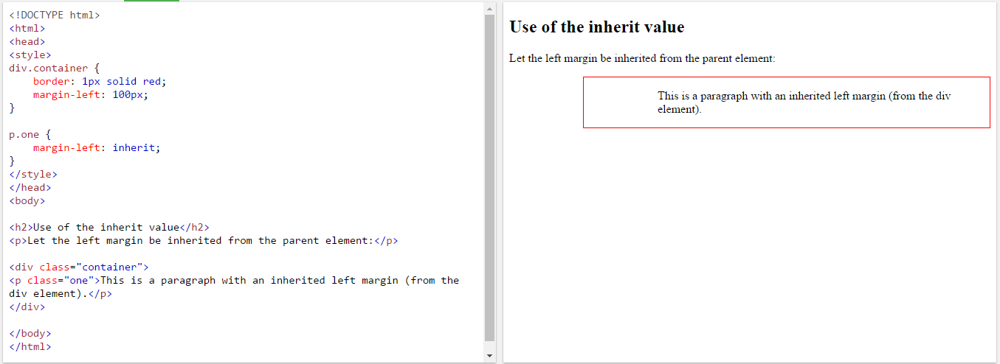 <!DOCTYPE html>
<html>
<head>
<style>
div.container {
    border: 1px solid red;
    margin-left: 100px;
}
p.one {
    margin-left: inherit;
}
</style>
</head>
<body>
<h2>Use of the inherit value</h2>
<p>Let the left margin be inherited from the parent element:</p>
<div class="container">
<p class="one">This is a paragraph with an inherited left margin (from the
div element).</p>
</div>
</body>
</html>
Use of the inherit value
Let the left margin be inherited from the parent element:
This is a paragraph with an inherited left margin (from the div
element).